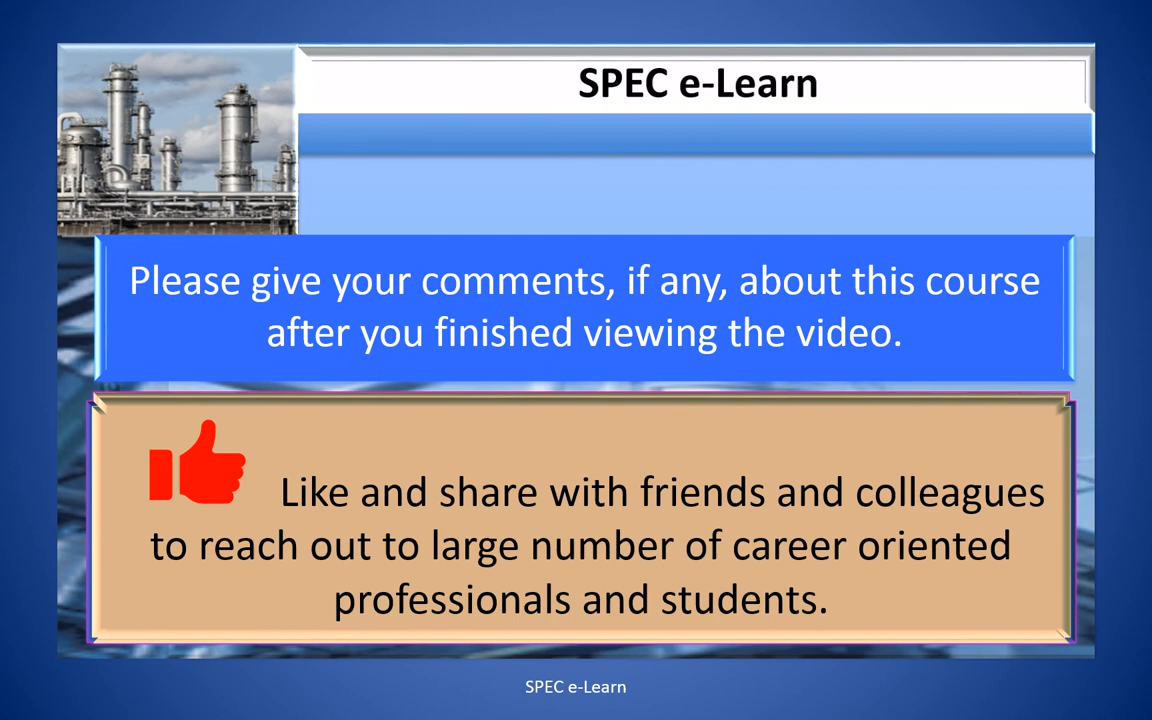 SPEC e-Learn
Please give your comments, if any, about this course
after you finished viewing the video.
Like and share with friends and colleagues
to reach out to large number of career oriented
professionals and students.
SPEC e-Learn